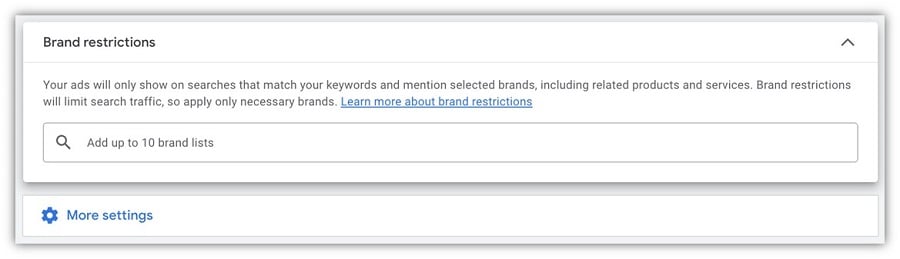 Brand restrictions
Your ads will only show on searches that match your keywords and mention selected brands, including related products and services. Brand restrictions
will limit search traffic, so apply only necessary brands. Learn more about brand restrictions
Add up to 10 brand lists
More settings